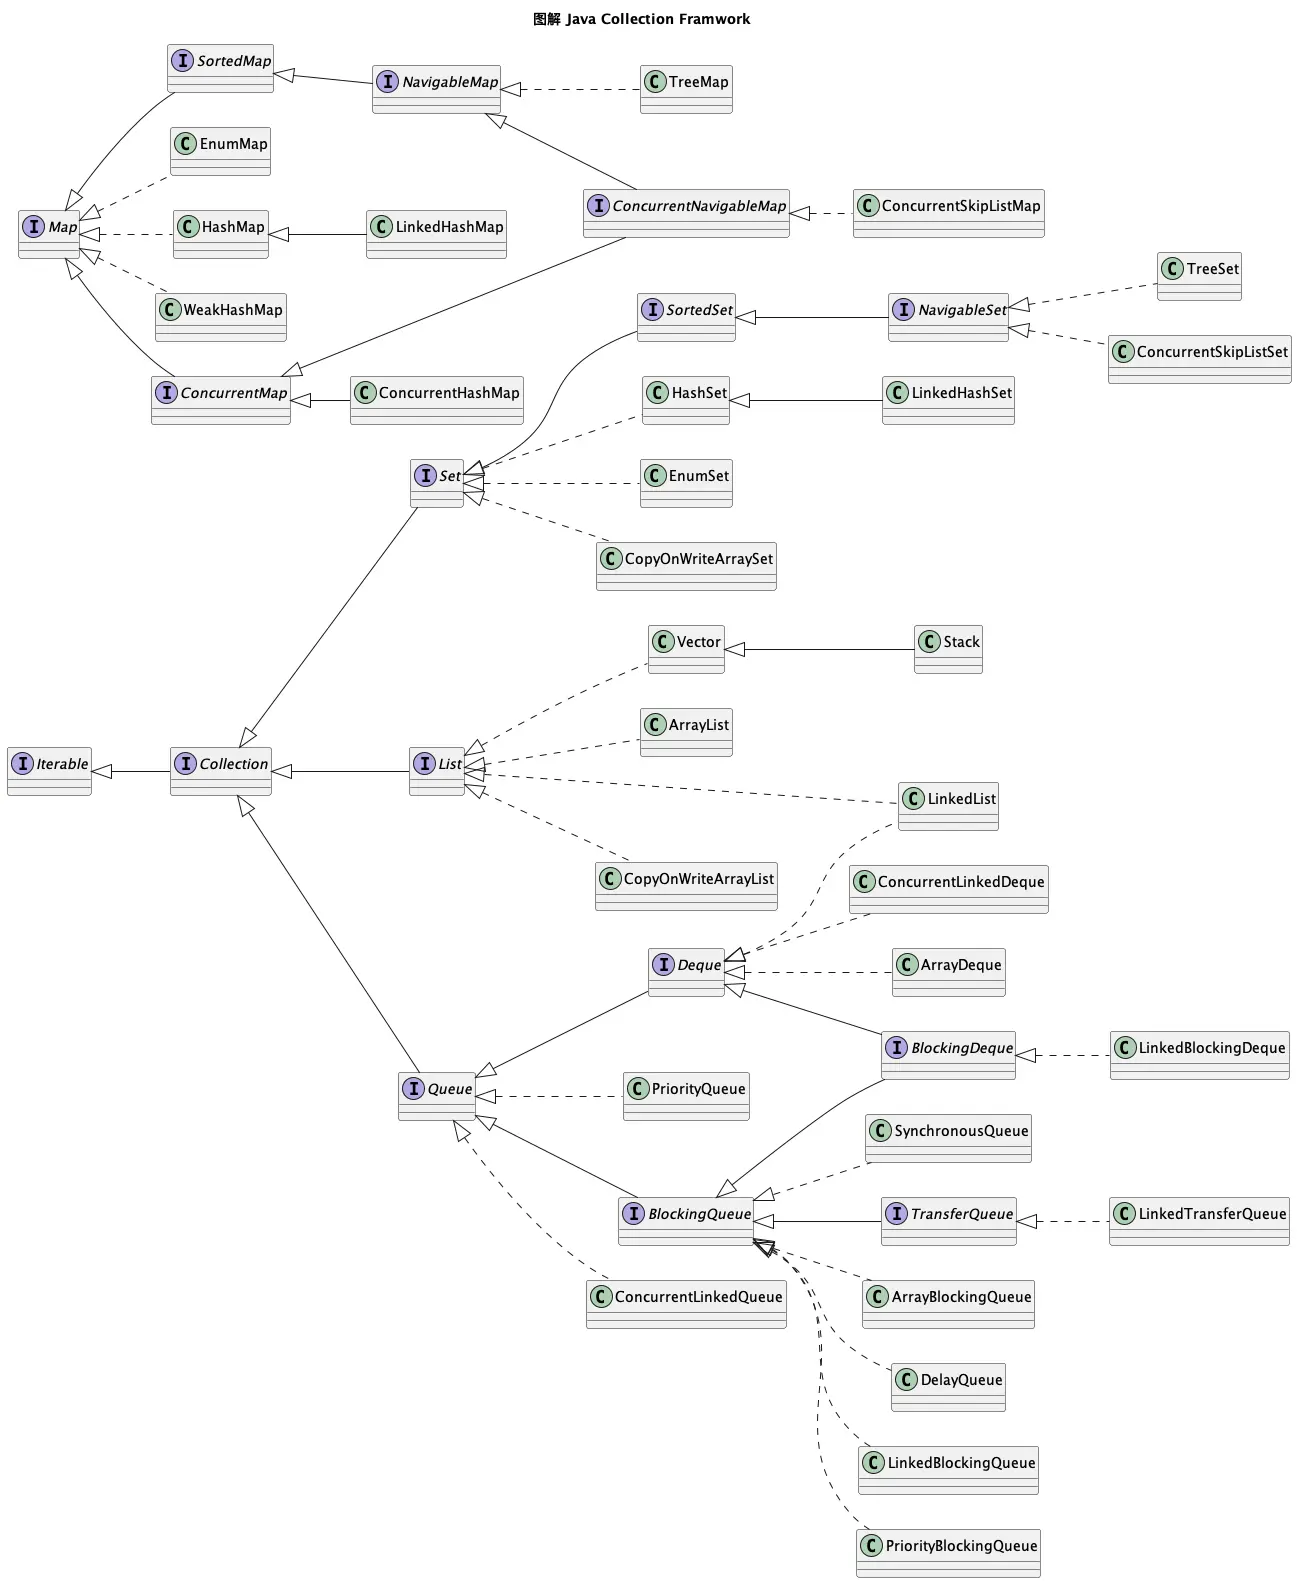 图解 Java Collection Framwork
I SortedMap
I NavigableMap
C TreeMap
C EnumMap
I Map
C HashMap
C LinkedHashMap
I ConcurrentNavigableMap
C ConcurrentSkipListMap
C WeakHashMap
I ConcurrentMap
C ConcurrentHashMap
C TreeSet
I SortedSet
I NavigableSet
C ConcurrentSkipListSet
C HashSet
C LinkedHashSet
I Set
C EnumSet
C CopyOnWriteArraySet
C Vector
C Stack
C ArrayList
I Iterable
I Collection
I List
C LinkedList
C CopyOnWriteArrayList
C ConcurrentLinkedDeque
I Deque
C ArrayDeque
I BlockingDeque
C LinkedBlockingDeque
I Queue
C PriorityQueue
C SynchronousQueue
I BlockingQueue
I TransferQueue
C LinkedTransferQueue
C ConcurrentLinkedQueue
C ArrayBlockingQueue
C DelayQueue
C LinkedBlockingQueue
C PriorityBlockingQueue